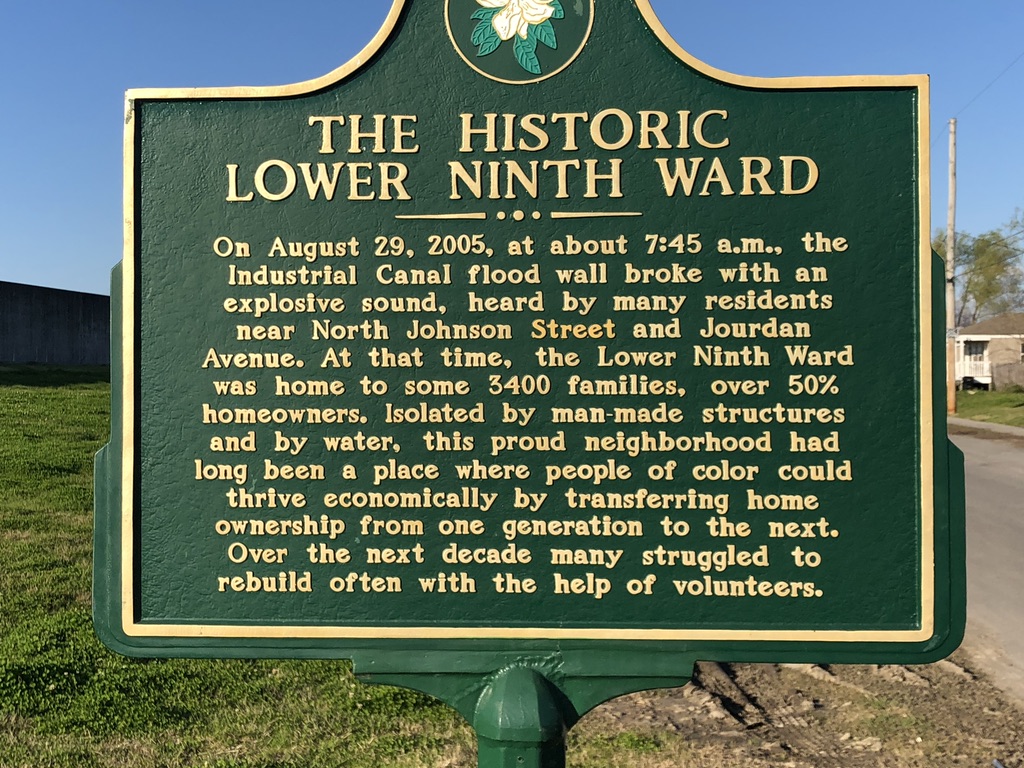 THE HISTORIC
LOWER NINTH WARD
On August 29, 2005, at about 7:45 a.m., the
Industrial Canal flood wall broke with an
explosive sound, heard by many residents
near North Johnson Street and Jourdan
Avenue. At that time, the Lower Ninth Ward
was home to some 3400 families, over 50%
homeowners. Isolated by man-made structures
and by water, this proud neighborhood had
long been a place where people of color could
thrive economically by transferring home
ownership from one generation to the next.
Over the next decade many struggled to
rebuild often with the help of volunteers.